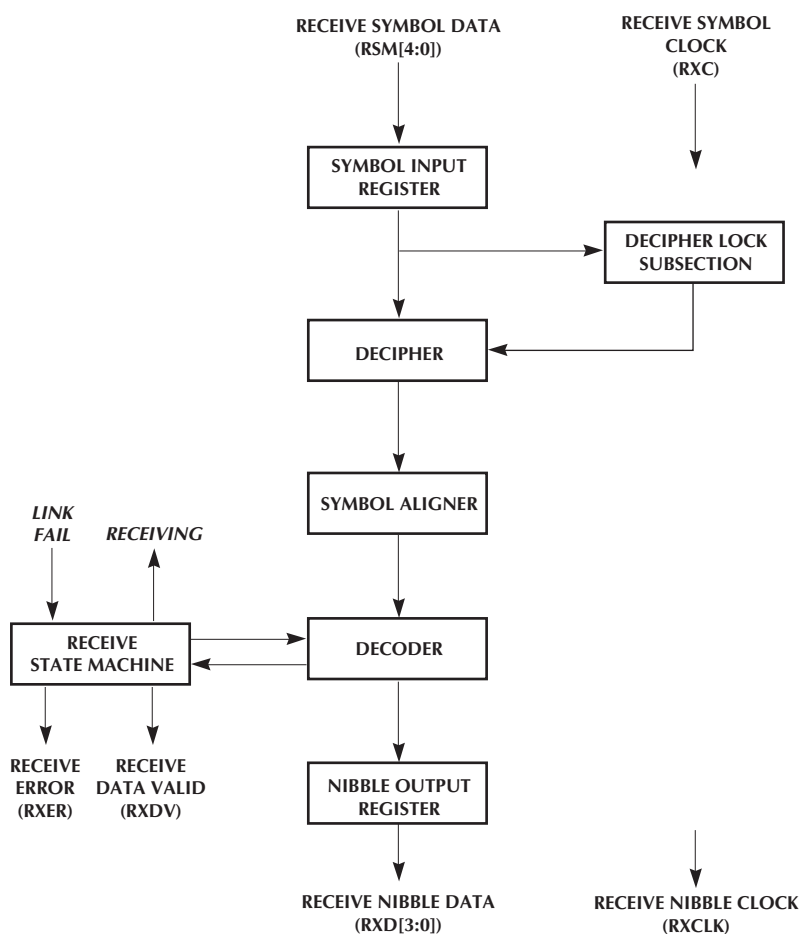 RECEIVE SYMBOL DATA
(RSM[4:0])
RECEIVE SYMBOL
CLOCK
(RXC)
SYMBOL INPUT
REGISTER
DECIPHER LOCK
SUBSECTION
DECIPHER
SYMBOL ALIGNER
LINK
FAIL
RECEIVING
RECEIVE
STATE MACHINE
DECODER
RECEIVE
ERROR
(RXER)
RECEIVE
DATA VALID
(RXDV)
NIBBLE OUTPUT
REGISTER
RECEIVE NIBBLE DATA
(RXD[3:0])
RECEIVE NIBBLE CLOCK
(RXCLK)